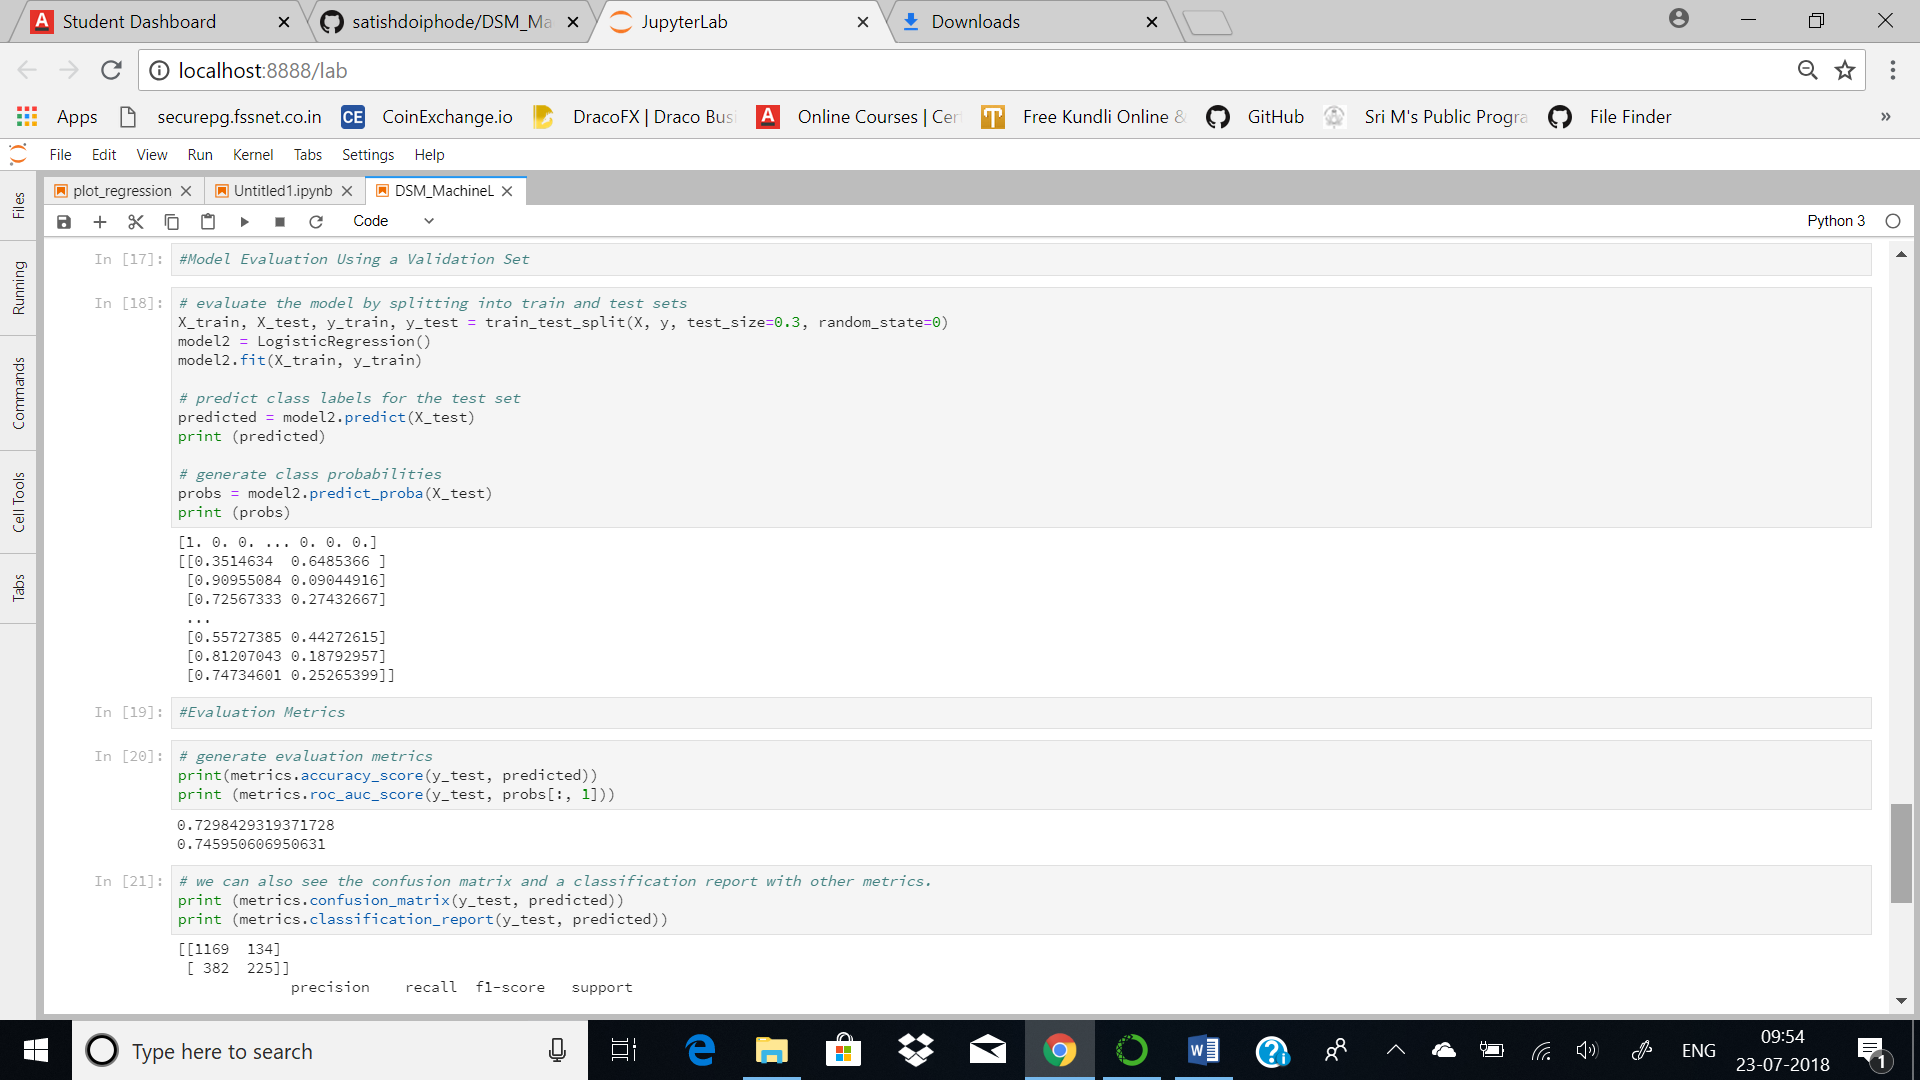 Student Dashboard
satishdoiphode/DSM_Ma
JupyterLab
Downloads
localhost:8888/lab
Apps
securepg.fssnet.co.in
CE CoinExchange.io
DracoFX | Draco Busi
A Online Courses | Cert
T Free Kundli Online &
GitHub
Sri M's Public Progra
File Finder
»
File Edit View Run Kernel Tabs Settings Help
Files
Running
Commands
Cell Tools
Tabs
plot_regression
Untitled1.ipynb
DSM_MachineL
Code
Python 3
In [17]: #Model Evaluation Using a Validation Set
In [18]: # evaluate the model by splitting into train and test sets
X_train, X_test, y_train, y_test = train_test_split(X, y, test_size=0.3, random_state=0)
model2 = LogisticRegression()
model2.fit(X_train, y_train)
# predict class labels for the test set
predicted = model2.predict(X_test)
print (predicted)
# generate class probabilities
probs = model2.predict_proba(X_test)
print (probs)
[1. 0. 0. ... 0. 0. 0.]
[[0.3514634  0.6485366 ]
[0.90955084 0.09044916]
[0.72567333 0.27432667]
...
[0.55727385 0.44272615]
[0.81207043 0.18792957]
[0.74734601 0.25265399]]
In [19]: #Evaluation Metrics
In [20]: # generate evaluation metrics
print(metrics.accuracy_score(y_test, predicted))
print (metrics.roc_auc_score(y_test, probs[:, 1]))
0.7298429319371728
0.745950606950631
In [21]: # we can also see the confusion matrix and a classification report with other metrics.
print (metrics.confusion_matrix(y_test, predicted))
print (metrics.classification_report(y_test, predicted))
[[1169  134]
[ 382  225]]
precision    recall  f1-score   support
Type here to search
ENG
09:54
23-07-2018
1